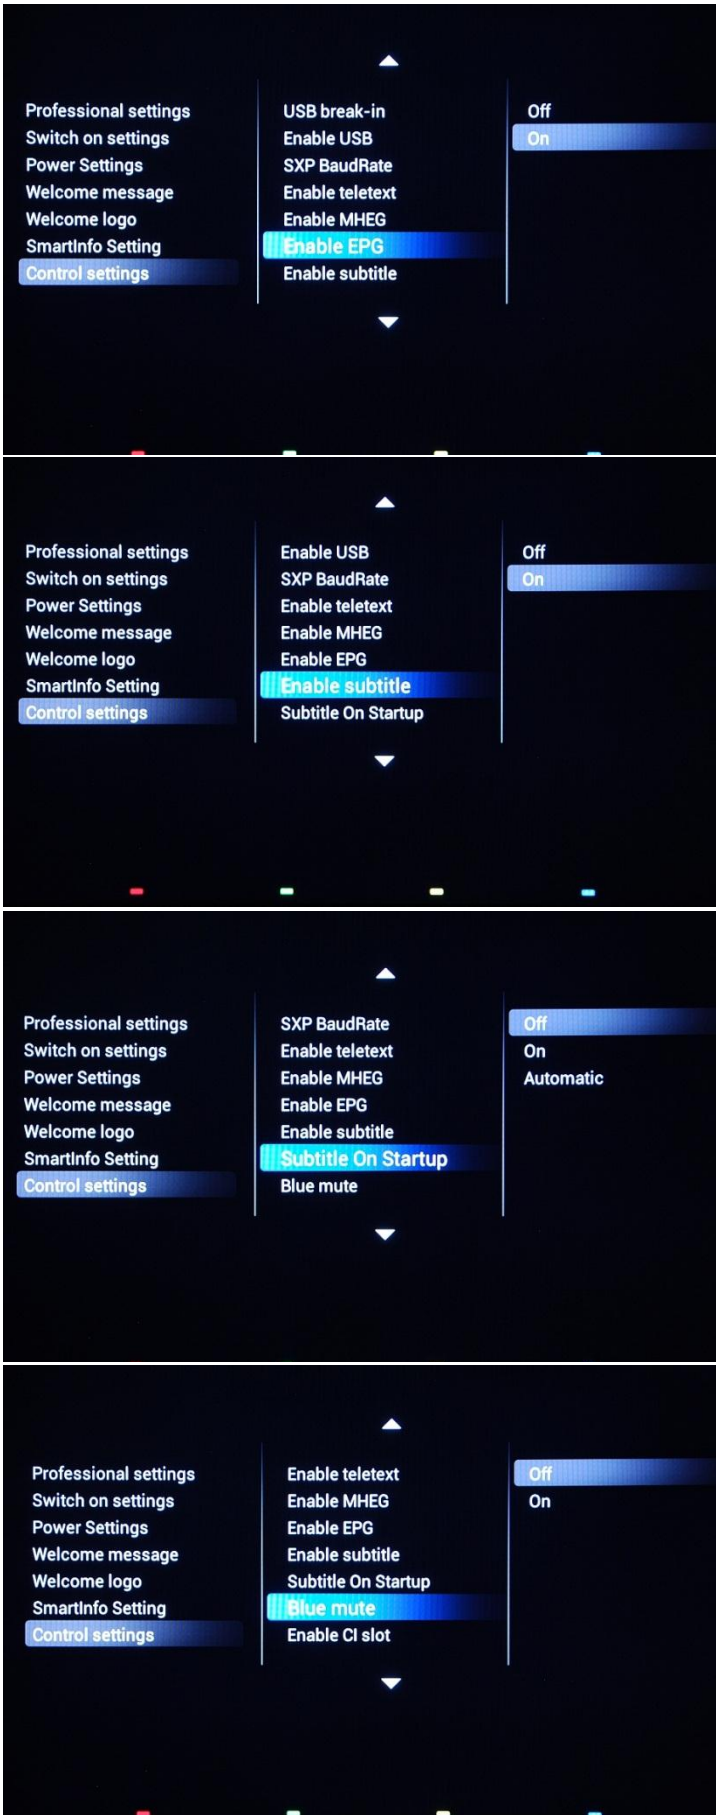 Professional settings
Switch on settings
Power Settings
Welcome message
Welcome logo
SmartInfo Setting
Control settings
USB break-in
Enable USB
SXP BaudRate
Enable teletext
Enable MHEG
Enable EPG
Enable subtitle
Off
On
Professional settings
Switch on settings
Power Settings
Welcome message
Welcome logo
SmartInfo Setting
Control settings
Enable USB
SXP BaudRate
Enable teletext
Enable MHEG
Enable EPG
Enable subtitle
Subtitle On Startup
Off
On
Professional settings
Switch on settings
Power Settings
Welcome message
Welcome logo
SmartInfo Setting
Control settings
SXP BaudRate
Enable teletext
Enable MHEG
Enable EPG
Enable subtitle
Subtitle On Startup
Blue mute
Off
On
Automatic
Professional settings
Switch on settings
Power Settings
Welcome message
Welcome logo
SmartInfo Setting
Control settings
Enable teletext
Enable MHEG
Enable EPG
Enable subtitle
Subtitle On Startup
Blue mute
Enable CI slot
Off
On